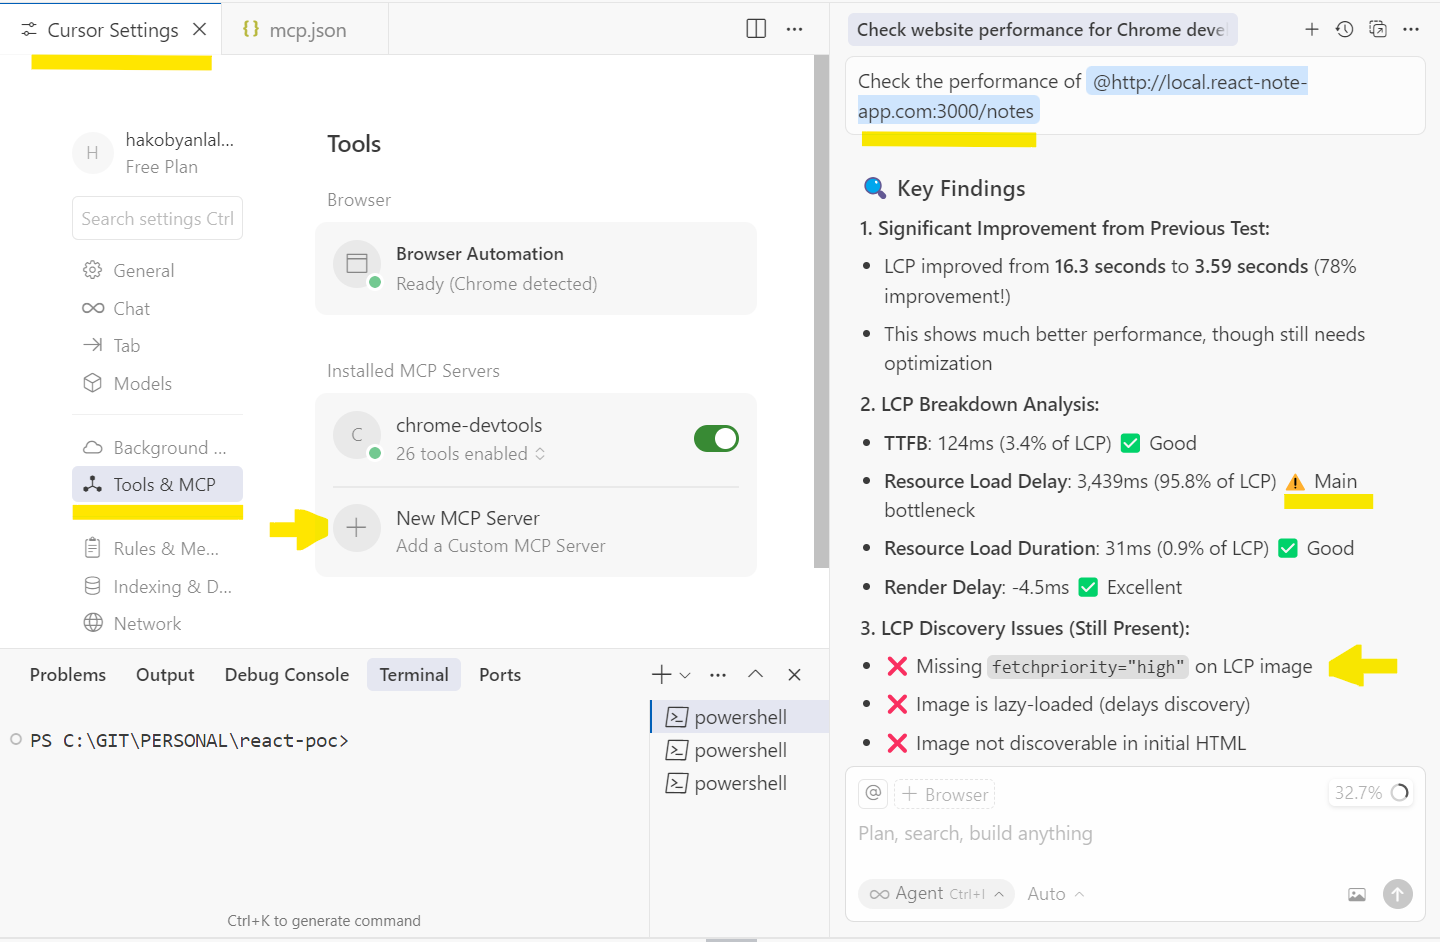 Cursor Settings
mcp.json
hakobyanlal...
H
Free Plan
Search settings Ctrl
General
Chat
Tab
Models
Background ...
Tools & MCP
Rules & Me...
Indexing & D...
Network
Tools
Browser
Browser Automation
Ready (Chrome detected)
Installed MCP Servers
C
chrome-devtools
26 tools enabled
New MCP Server
Add a Custom MCP Server
Problems
Output
Debug Console
Terminal
Ports
PS C:\GIT\PERSONAL\react-poc>
powershell
powershell
powershell
Ctrl+K to generate command
Check website performance for Chrome deve
Check the performance of @http://local.react-note-
app.com:3000/notes
Key Findings
1. Significant Improvement from Previous Test:
• LCP improved from 16.3 seconds to 3.59 seconds (78%
improvement!)
• This shows much better performance, though still needs
optimization
2. LCP Breakdown Analysis:
• TTFB: 124ms (3.4% of LCP) ✅ Good
• Resource Load Delay: 3,439ms (95.8% of LCP) ⚠️ Main
bottleneck
• Resource Load Duration: 31ms (0.9% of LCP) ✅ Good
• Render Delay: -4.5ms ✅ Excellent
3. LCP Discovery Issues (Still Present):
• ❌ Missing fetchpriority="high" on LCP image
• ❌ Image is lazy-loaded (delays discovery)
• ❌ Image not discoverable in initial HTML
@
Browser
32.7%
Plan, search, build anything
Agent Ctrl+I
Auto